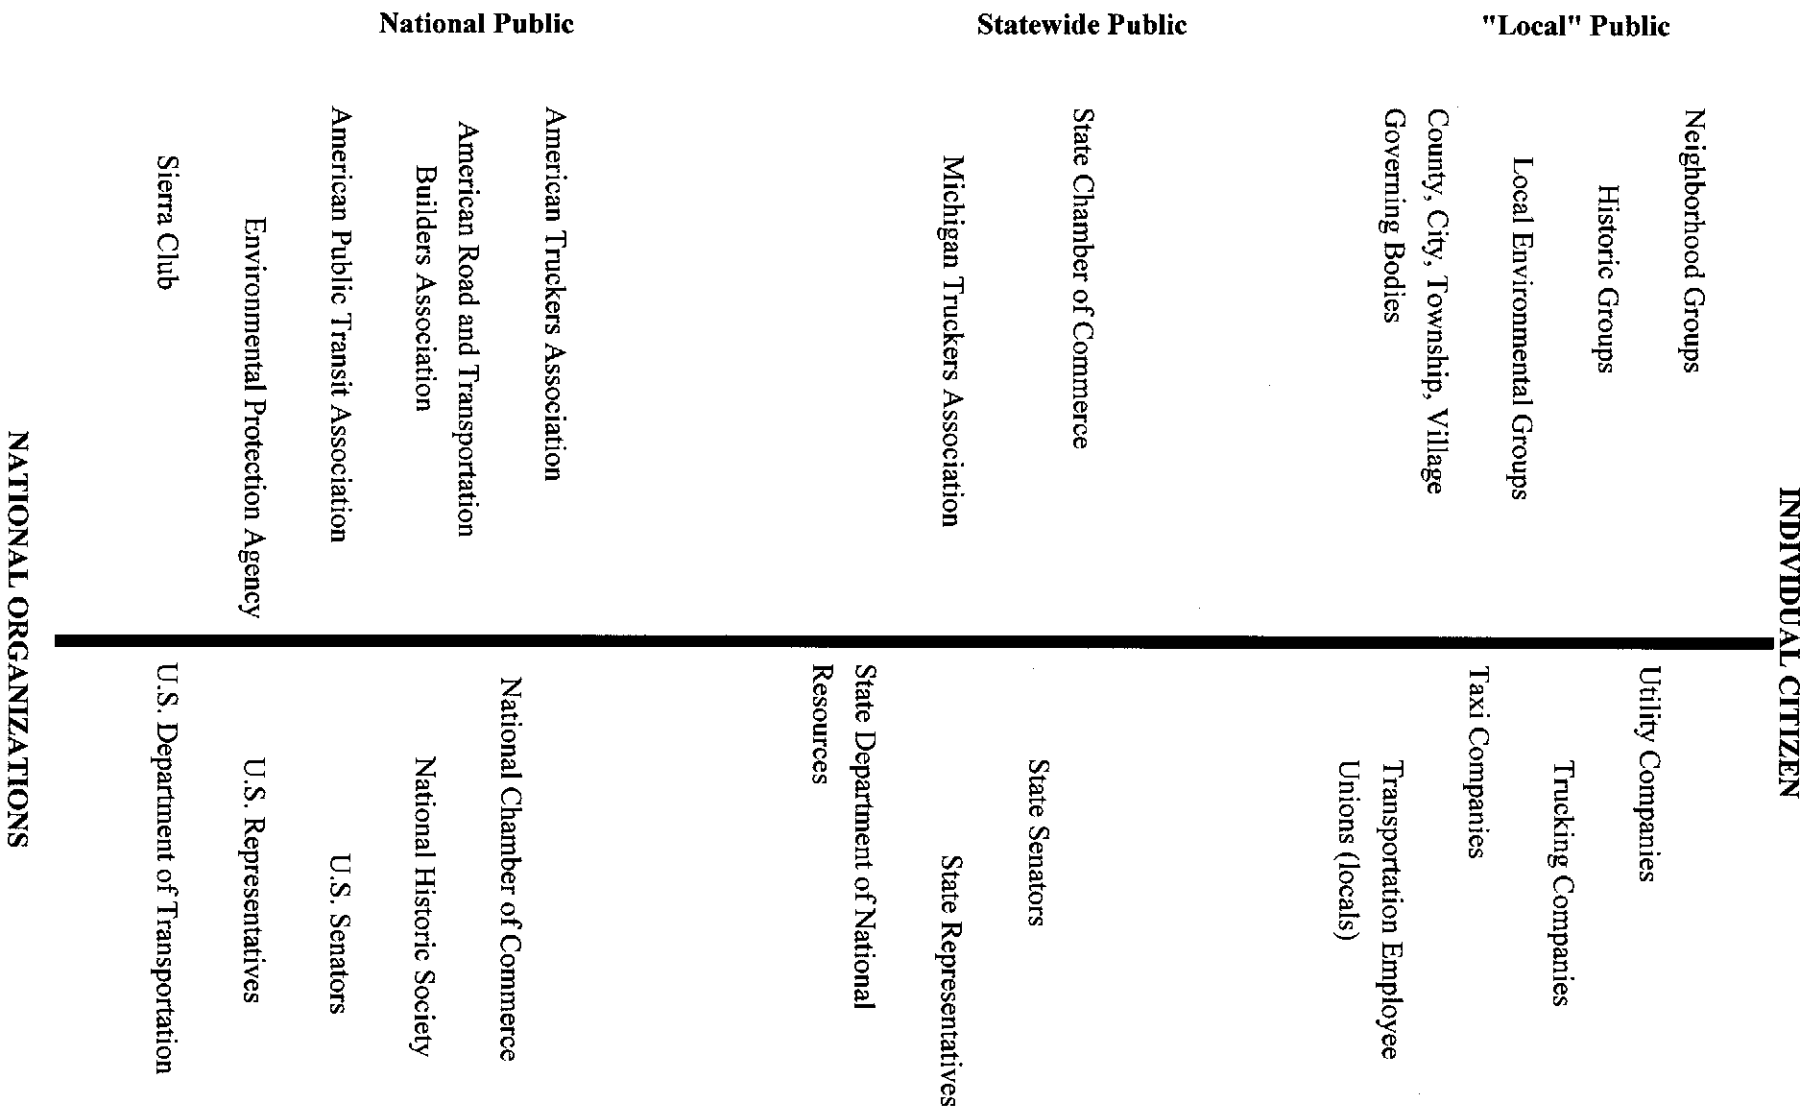 National Public
Statewide Public
"Local" Public
INDIVIDUAL CITIZEN
Neighborhood Groups
Utility Companies
Historic Groups
Trucking Companies
Local Environmental Groups
Taxi Companies
County, City, Township, Village
Governing Bodies
Transportation Employee
Unions (locals)
State Chamber of Commerce
State Senators
Michigan Truckers Association
State Representatives
State Department of National
Resources
American Truckers Association
National Chamber of Commerce
American Road and Transportation
Builders Association
National Historic Society
American Public Transit Association
U.S. Senators
Environmental Protection Agency
U.S. Representatives
Sierra Club
U.S. Department of Transportation
NATIONAL ORGANIZATIONS